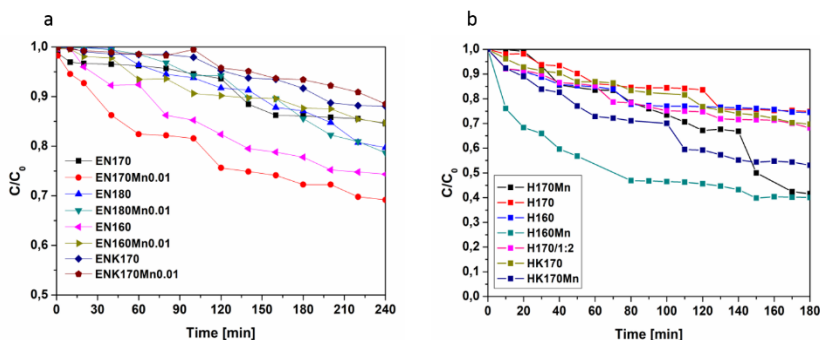 a
C/C0
1,0
0,9
0,8
0,7
0,6
0,5
EN170
EN170Mn0.01
EN180
EN180Mn0.01
EN160
EN160Mn0.01
ENK170
ENK170Mn0.01
0 30 60 90 120 150 180 210 240
Time [min]
b
C/C0
1,0
0,9
0,8
0,7
0,6
0,5
0,4
0,3
0,2
0,1
0,0
H170Mn
H170
H160
H160Mn
H170/1:2
HK170
HK170Mn
0 20 40 60 80 100 120 140 160 180
Time [min]